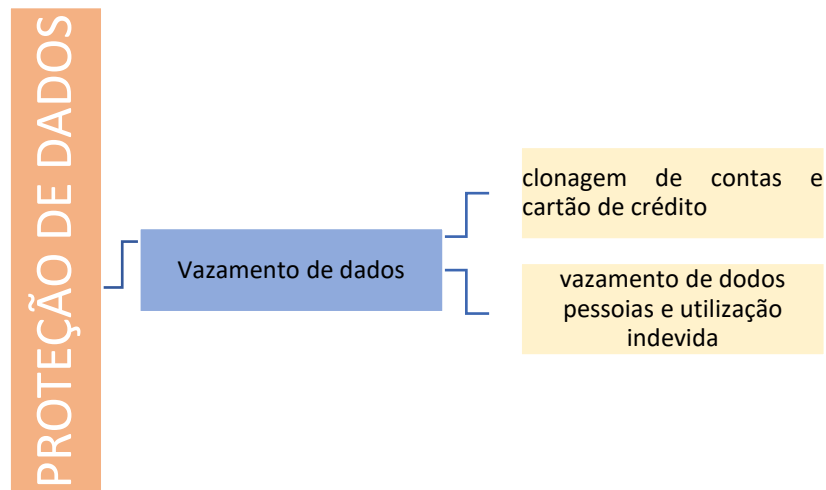 PROTEÇÃO DE DADOS
Vazamento de dados
clonagem de contas e
cartão de crédito
vazamento de dodos
pessoias e utilização
indevida